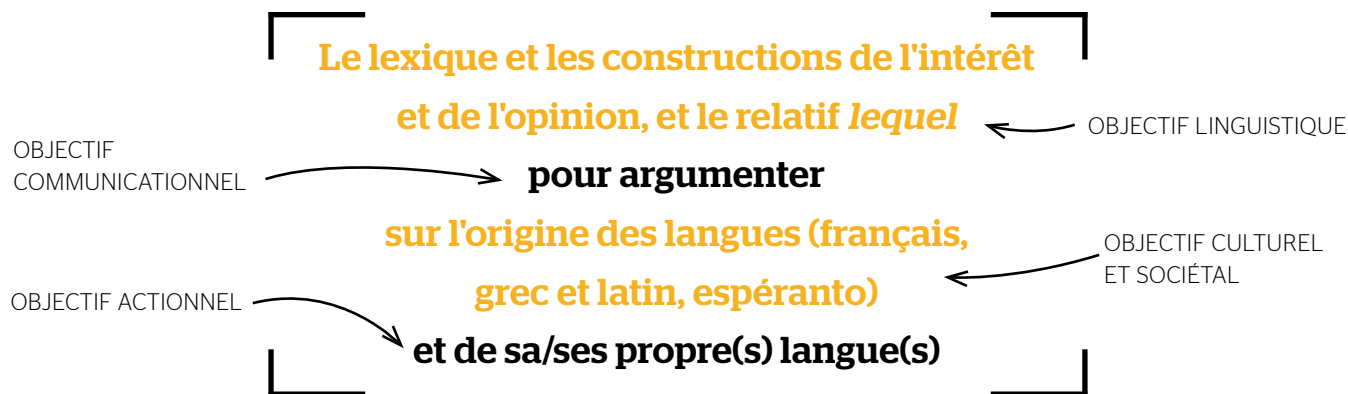 Le lexique et les constructions de l'intérêt
et de l'opinion, et le relatif lequel
OBJECTIF LINGUISTIQUE
OBJECTIF
COMMUNICATIONNEL
pour argumenter
sur l'origine des langues (français,
grec et latin, espéranto)
OBJECTIF CULTUREL
ET SOCIÉTAL
OBJECTIF ACTIONNEL
et de sa/ses propre(s) langue(s)